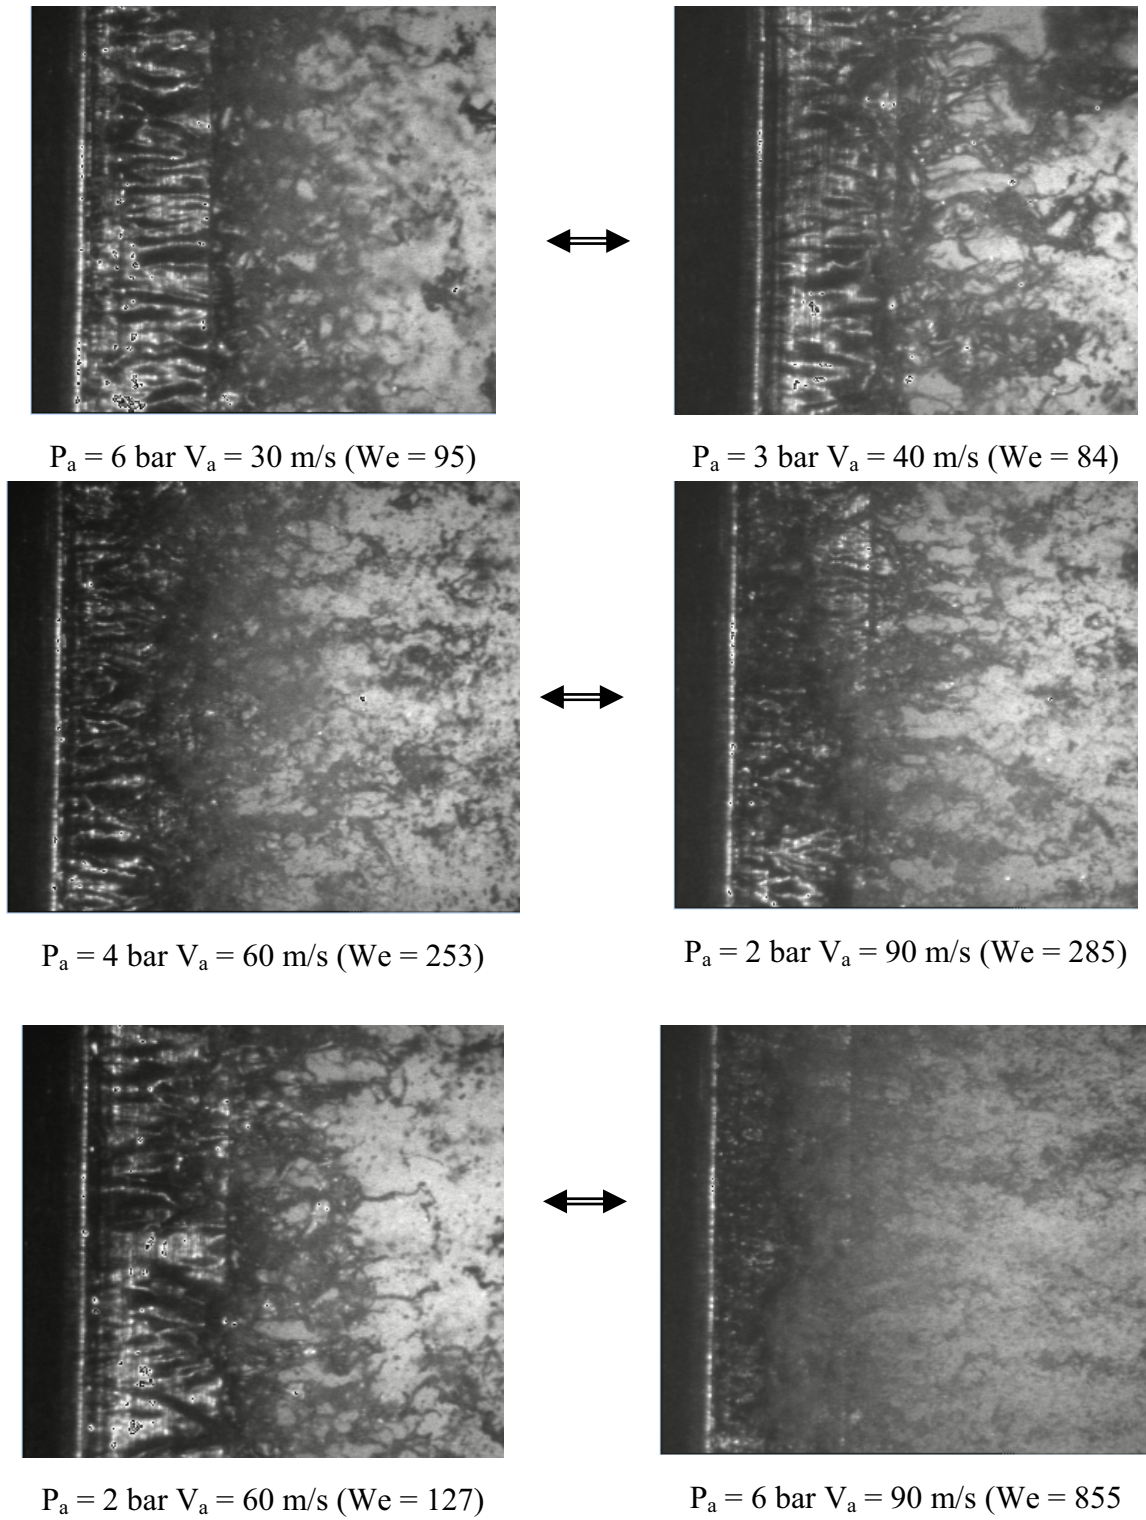 Pa = 6 bar Va = 30 m/s (We = 95)
Pa = 3 bar Va = 40 m/s (We = 84)
Pa = 4 bar Va = 60 m/s (We = 253)
Pa = 2 bar Va = 90 m/s (We = 285)
Pa = 2 bar Va = 60 m/s (We = 127)
Pa = 6 bar Va = 90 m/s (We = 855